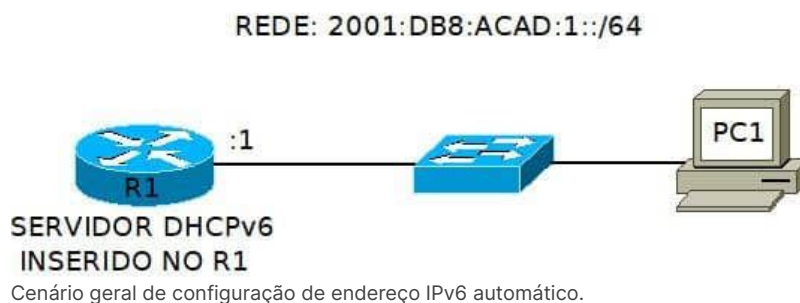 REDE: 2001:DB8:ACAD:1::/64
:1
PC1
R1
SERVIDOR DHCPv6
INSERIDO NO R1
Cenário geral de configuração de endereço IPv6 automático.